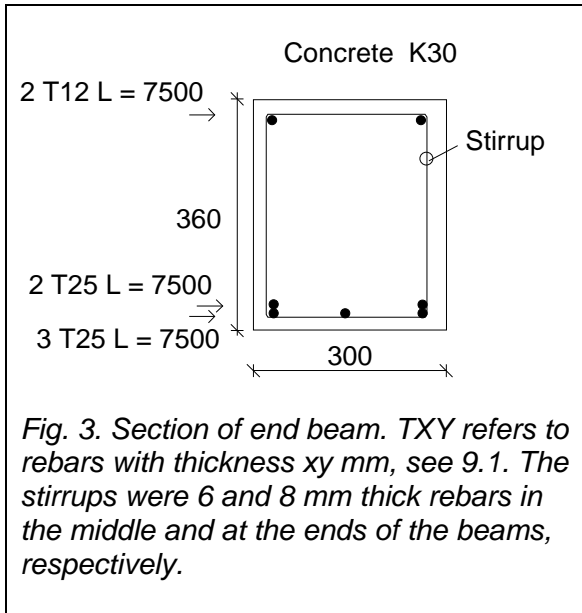 Concrete K30
2 T12 L = 7500
Stirrup
360
2 T25 L = 7500
3 T25 L = 7500
300
Fig. 3. Section of end beam. TXY refers to
rebars with thickness xy mm, see 9.1. The
stirrups were 6 and 8 mm thick rebars in
the middle and at the ends of the beams,
respectively.